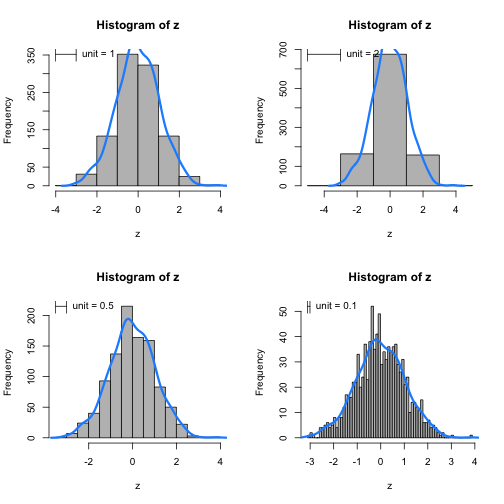 Histogram of z
unit = 1
Frequency
0
50
150
250
350
-4
-2
0
2
4
z
Histogram of z
unit = 2
Frequency
0
100
300
500
700
-4
-2
0
2
4
z
Histogram of z
unit = 0.5
Frequency
0
50
100
150
200
-2
0
2
4
z
Histogram of z
unit = 0.1
Frequency
0
10
20
30
40
50
-3
-2
-1
0
1
2
3
4
z